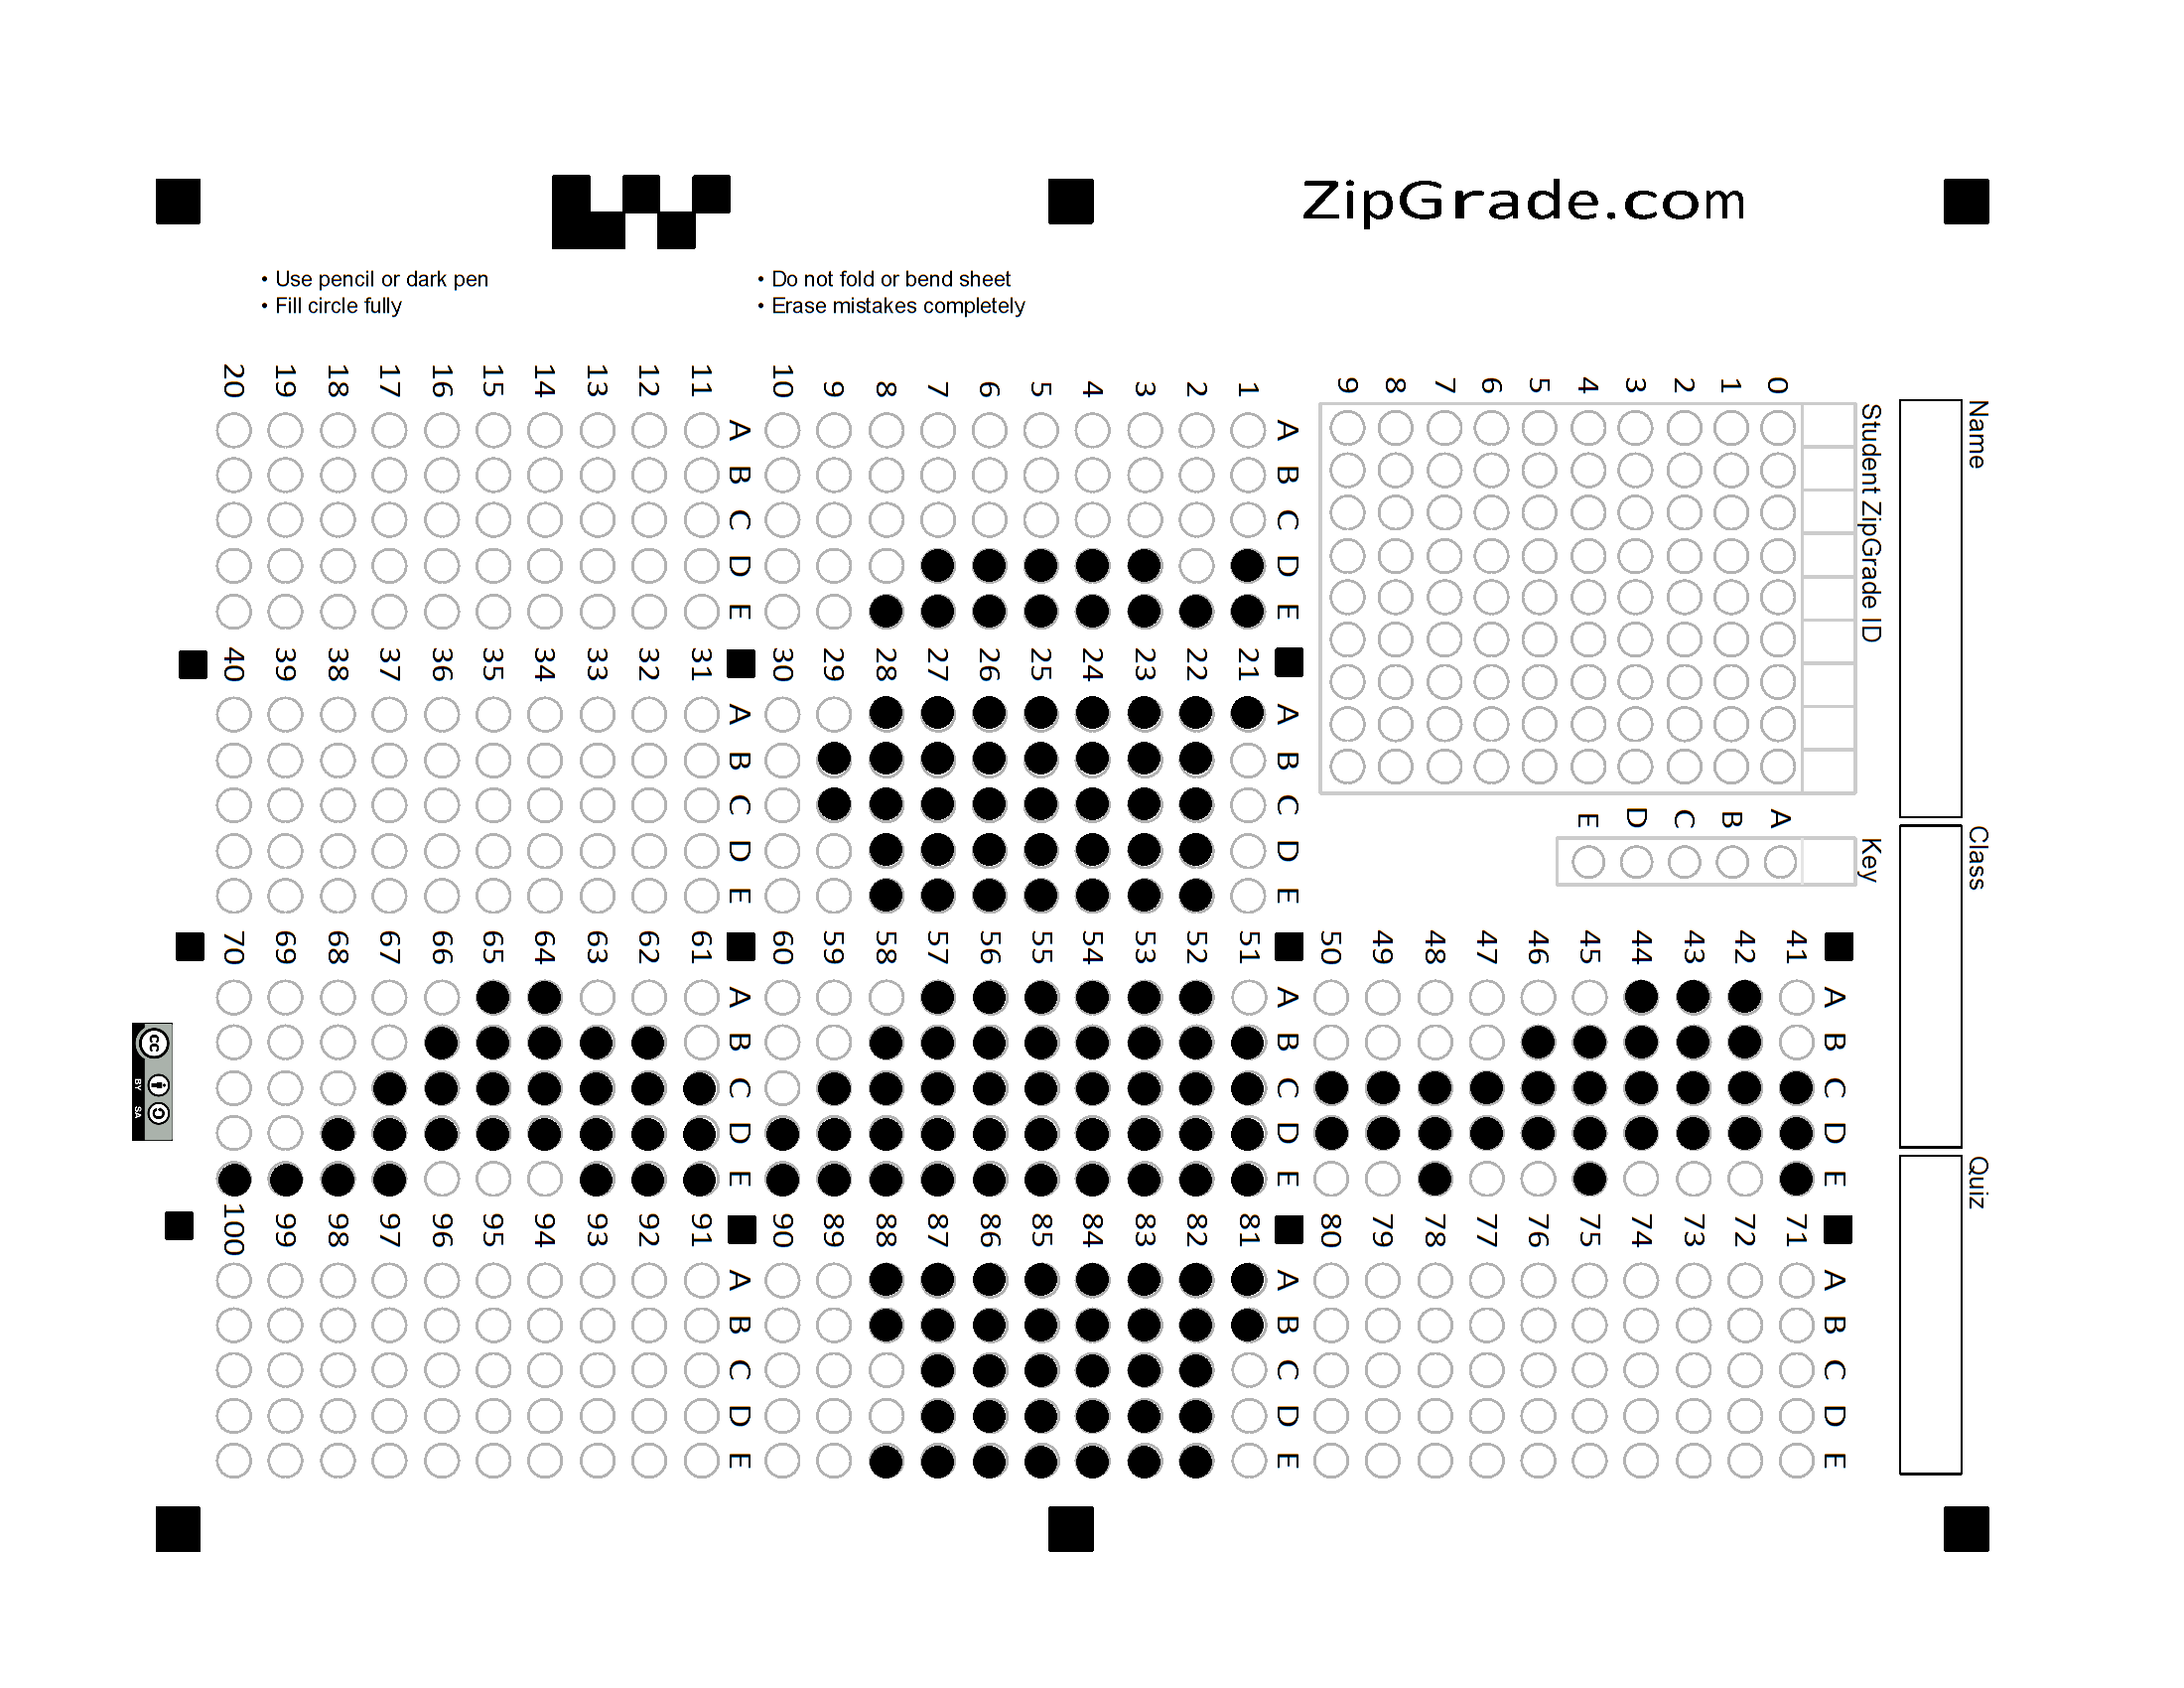 ZipGrade.com
• Use pencil or dark pen
• Fill circle fully
• Do not fold or bend sheet
• Erase mistakes completely
Name
Class
Quiz
Student ZipGrade ID
0 1 2 3 4 5 6 7 8 9
Key
A B C D E
1 2 3 4 5 6 7 8 9 10
A B C D E
11 12 13 14 15 16 17 18 19 20
A B C D E
21 22 23 24 25 26 27 28 29 30
A B C D E
31 32 33 34 35 36 37 38 39 40
A B C D E
41 42 43 44 45 46 47 48 49 50
A B C D E
51 52 53 54 55 56 57 58 59 60
A B C D E
61 62 63 64 65 66 67 68 69 70
A B C D E
71 72 73 74 75 76 77 78 79 80
A B C D E
81 82 83 84 85 86 87 88 89 90
A B C D E
91 92 93 94 95 96 97 98 99 100
A B C D E
cc
BY SA